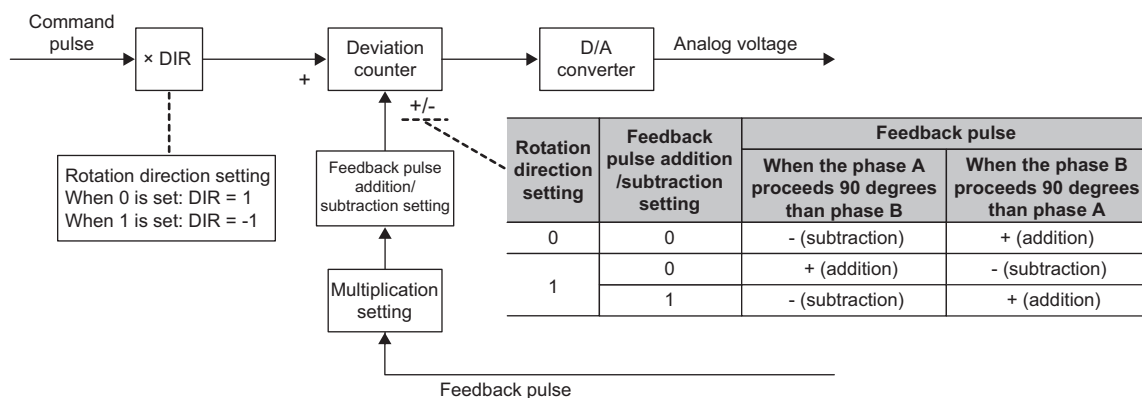 Command
pulse
× DIR
+
Deviation
counter
D/A
converter
Analog voltage
+/-
Rotation direction setting
When 0 is set: DIR = 1
When 1 is set: DIR = -1
Feedback pulse
addition/
subtraction setting
Multiplication
setting
Feedback pulse
Rotation
direction
setting
Feedback
pulse addition
/subtraction
setting
Feedback pulse
When the phase A
proceeds 90 degrees
than phase B
When the phase B
proceeds 90 degrees
than phase A
0 0 - (subtraction) + (addition)
1
0 + (addition) - (subtraction)
1 - (subtraction) + (addition)